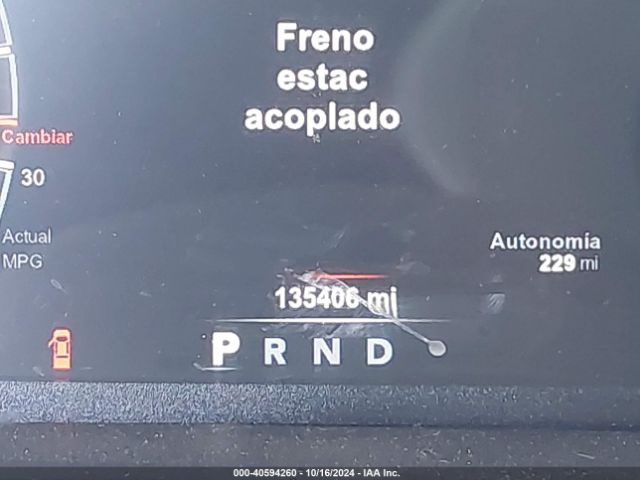 Freno
estac
acoplado
Cambiar
30
Actual
MPG
Autonomía
229 mi
135406 mi
P R N D
000-40594260 - 10/16/2024 - IAA Inc.